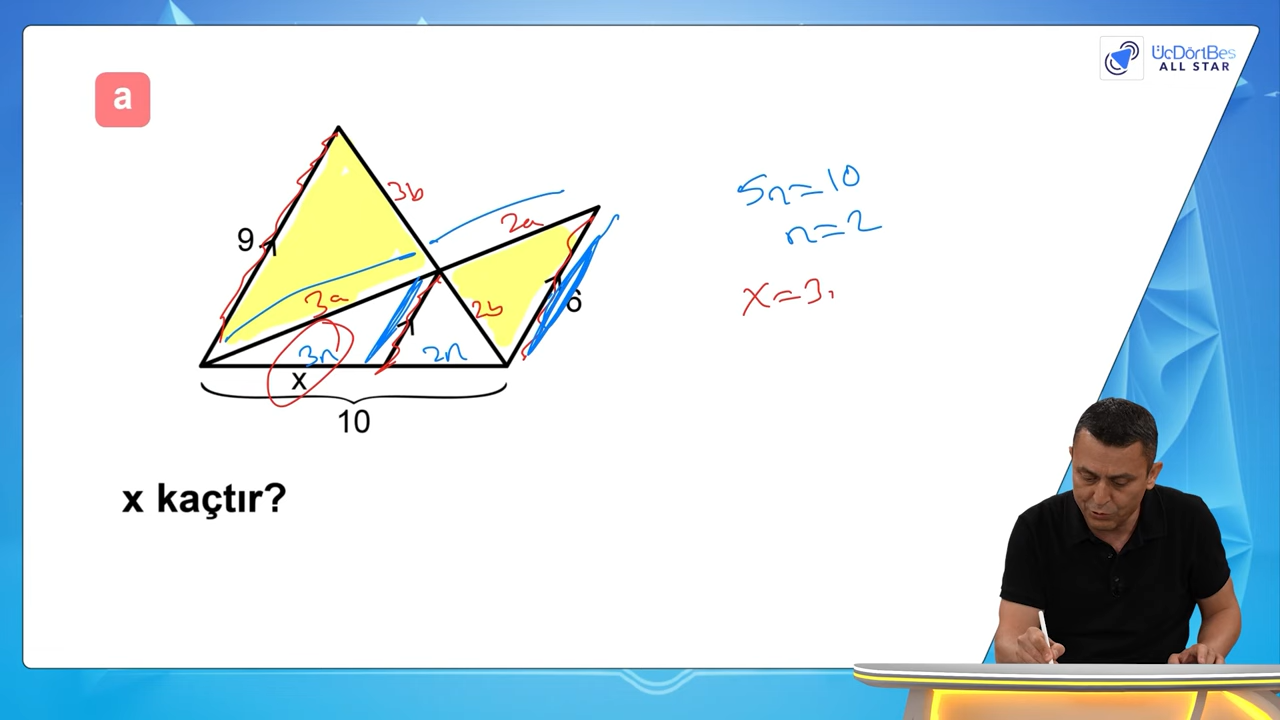 a
ÜçDörtBeş
ALL STAR
3b
5n=10
9
2a
n=2
3a
2b
6
x=3.
3n
2n
x
10
x kaçtır?